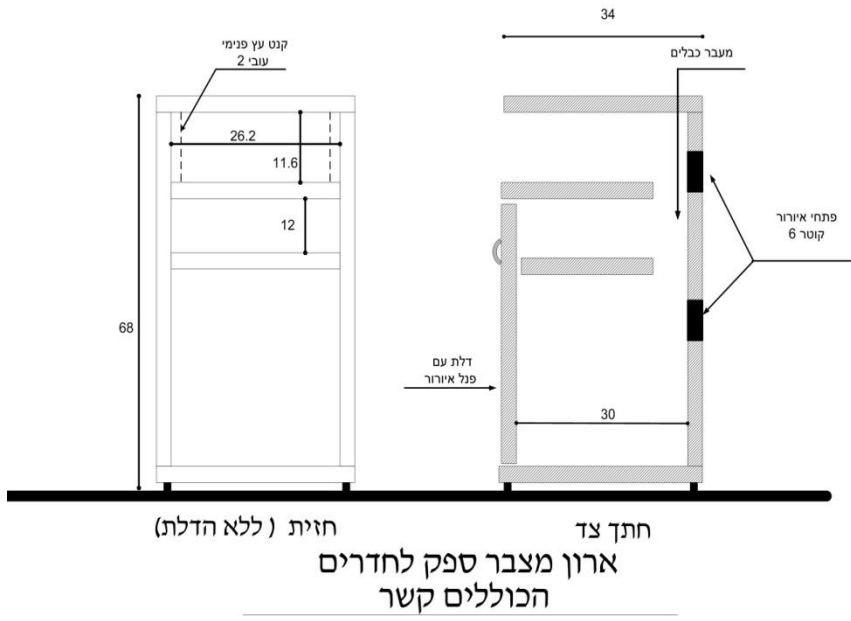 34
קנט עץ פנימי
עובי 2
מעבר כבלים
26.2
11.6
12
פתחי איורור
קוטר 6
68
דלת עם
פנל איורור
30
חזית ( ללא הדלת)
חתך צד
ארון מצבר ספק לחדרים
הכוללים קשר